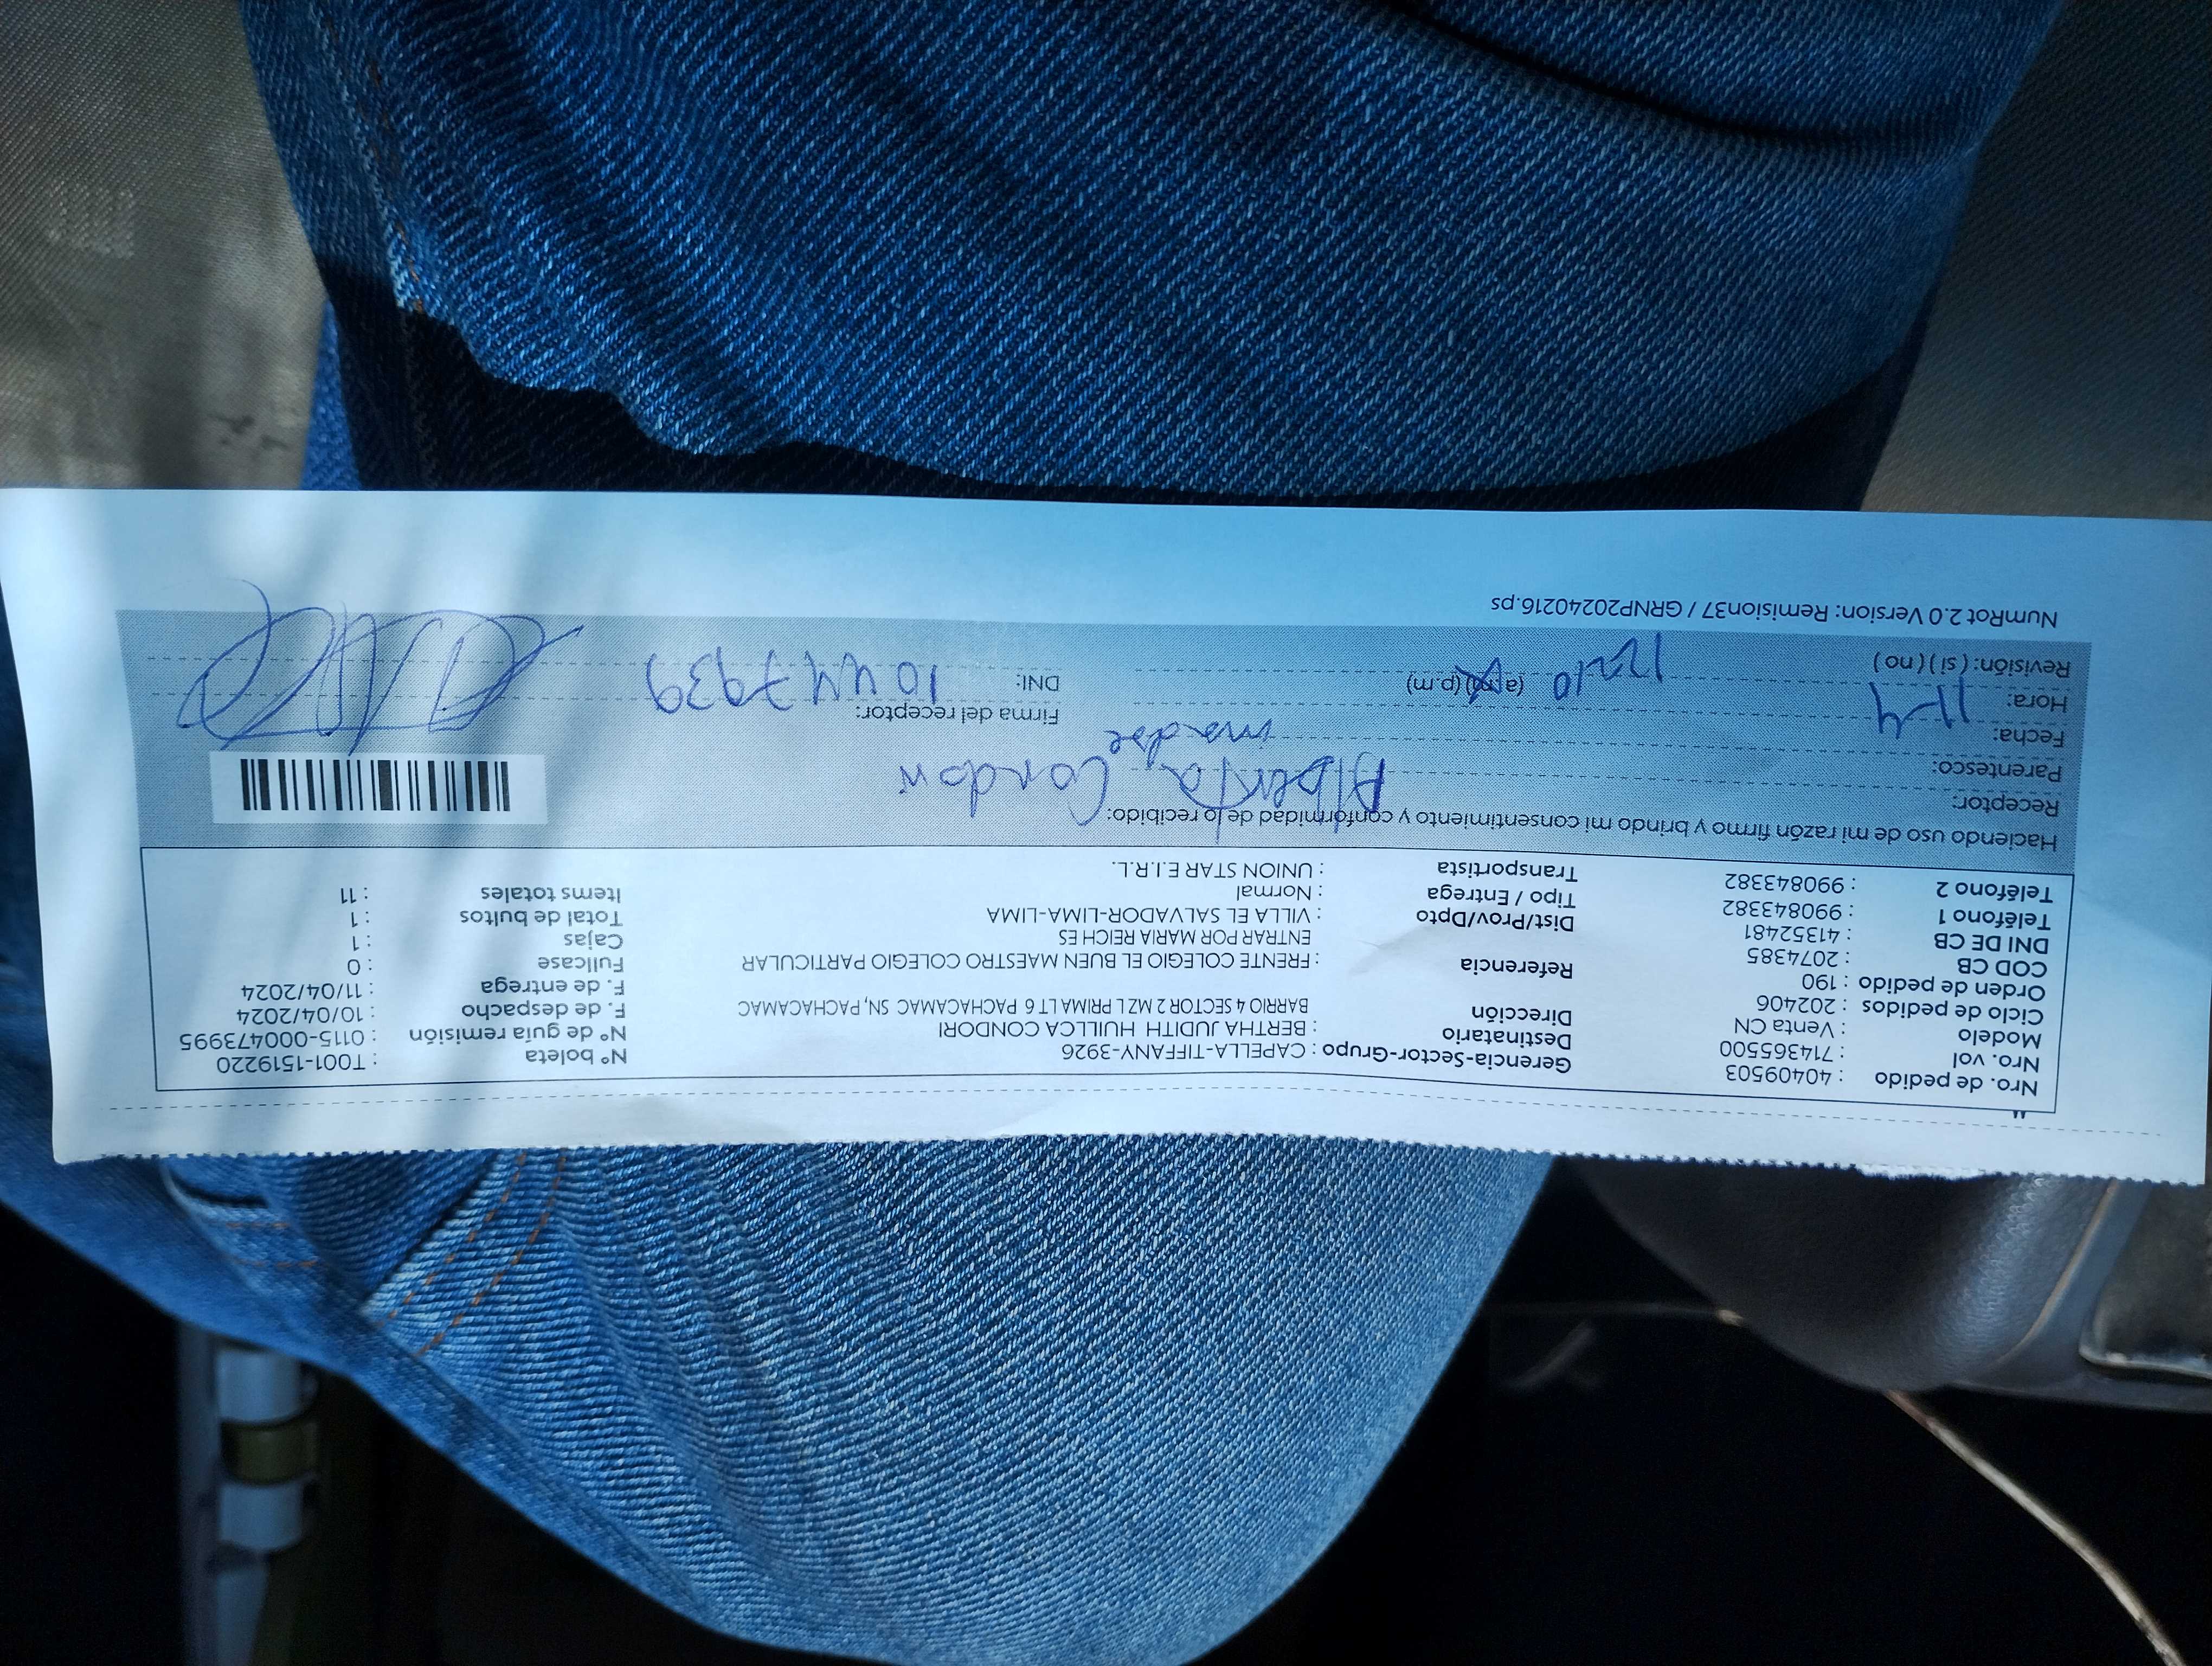 Nro. de pedido : 40409503
Nro. vol : 714365500
Modelo : Venta CN
Ciclo de pedidos : 202406
Orden de pedido : 190
COD CB : 2074385
DNI DE CB : 41352481
Teléfono 1 : 990843382
Teléfono 2 : 990843382
Gerencia-Sector-Grupo : CAPELLA-TIFFANY-3926
Destinatario : BERTHA JUDITH HUILLCA CONDORI
Dirección BARRIO 4 SECTOR 2 MZ L PRIMA LT 6 PACHACAMAC SN, PACHACAMAC
Referencia : FRENTE COLEGIO EL BUEN MAESTRO COLEGIO PARTICULAR
ENTRAR POR MARIA REICH ES
Dist/Prov/Dpto : VILLA EL SALVADOR-LIMA-LIMA
Tipo / Entrega : Normal
Transportista : UNION STAR E.I.R.L.
N° boleta : T001-1519220
N° de guía remisión : 0115-000473995
F. de despacho : 10/04/2024
F. de entrega : 11/04/2024
Fullcase : 0
Cajas : 1
Total de bultos : 1
Items totales : 11
Haciendo uso de mi razón firmo y brindo mi consentimiento y conformidad de lo recibido:
Receptor: Alberta Condori
Parentesco: madre
Fecha: 11-4
Hora: 12-10 (am)(p.m)
Revisión: (si) (no)
Firma del receptor:
DNI: 10447939
NumRot 2.0 Version: Remision37 / GRNP20240216.ps